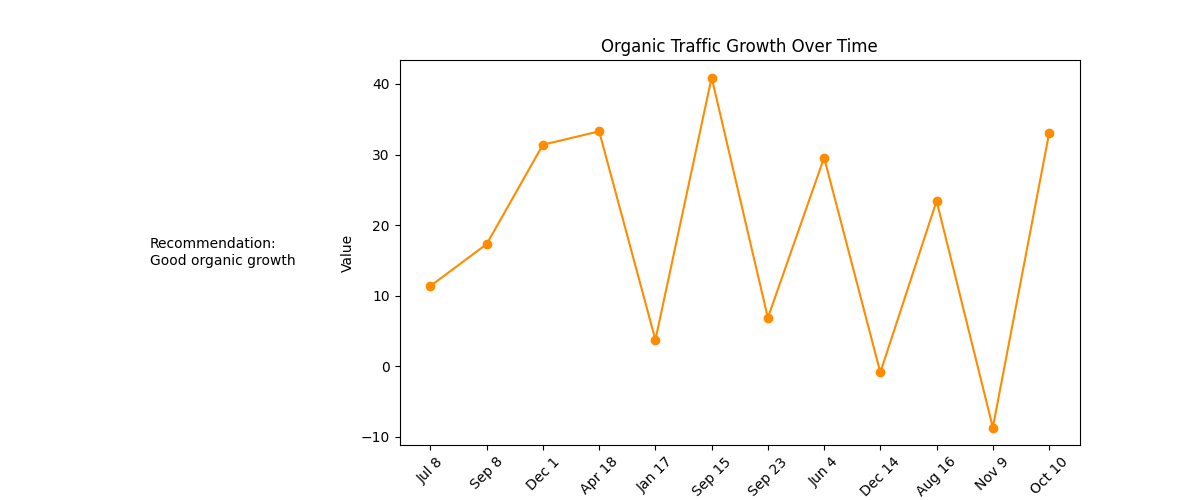 Organic Traffic Growth Over Time
Recommendation:
Good organic growth
Value
40
30
20
10
0
−10
Jul 8
Sep 8
Dec 1
Apr 18
Jan 17
Sep 15
Sep 23
Jun 4
Dec 14
Aug 16
Nov 9
Oct 10